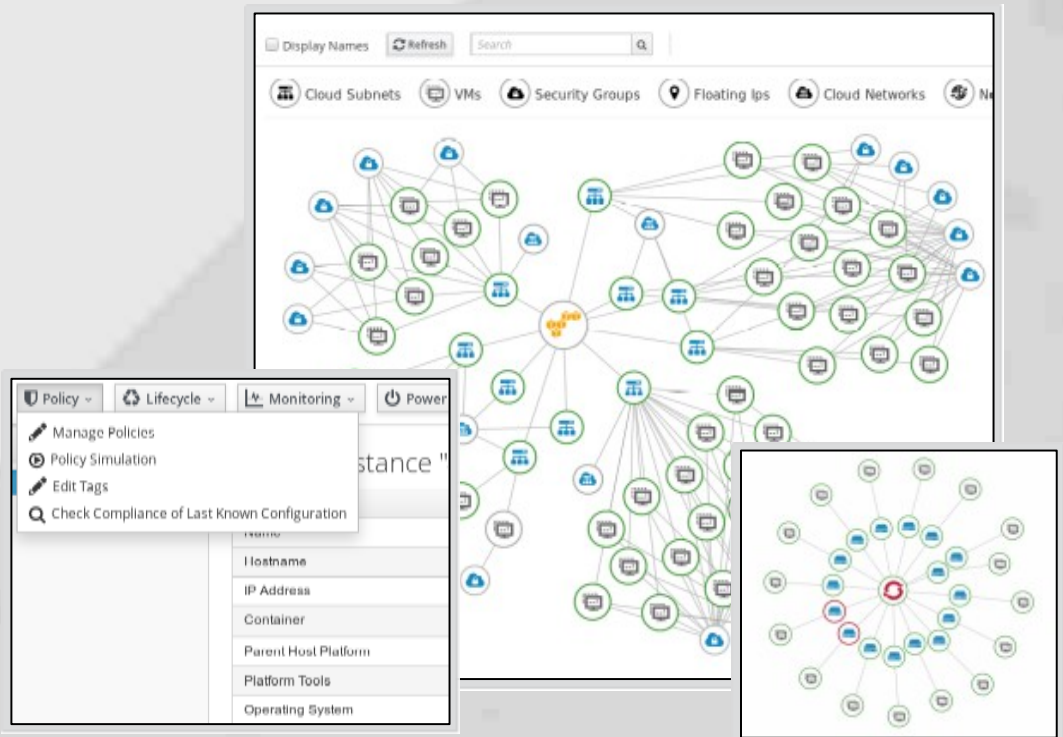 Display Names Refresh Search
Cloud Subnets VMs Security Groups Floating Ips Cloud Networks
Policy Lifecycle Monitoring Power
Manage Policies
Policy Simulation
Edit Tags
Check Compliance of Last Known Configuration
stance "
Name
Hostname
IP Address
Container
Parent Host Platform
Platform Tools
Operating System